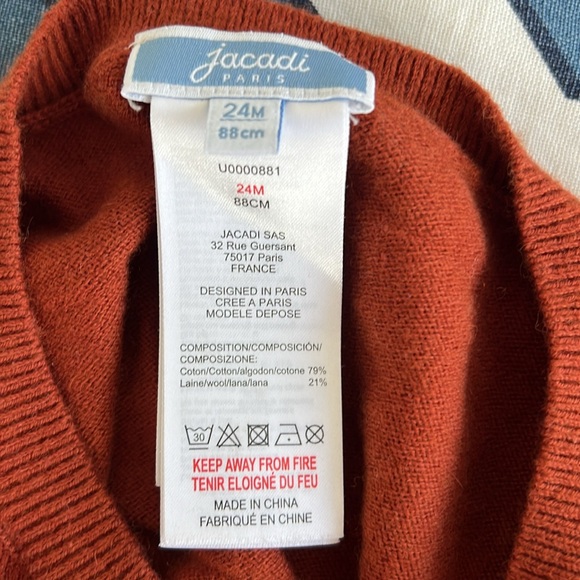 jacadi
PARIS
24M
88cm
U0000881
24M
88CM
JACADI SAS
32 Rue Guersant
75017 Paris
FRANCE
DESIGNED IN PARIS
CREE A PARIS
MODELE DEPOSE
COMPOSITION/COMPOSICIÓN/
COMPOSIZIONE:
Coton/Cotton/algodon/cotone 79%
Laine/wool/lana/lana 21%
30
KEEP AWAY FROM FIRE
TENIR ELOIGNÉ DU FEU
MADE IN CHINA
FABRIQUÉ EN CHINE